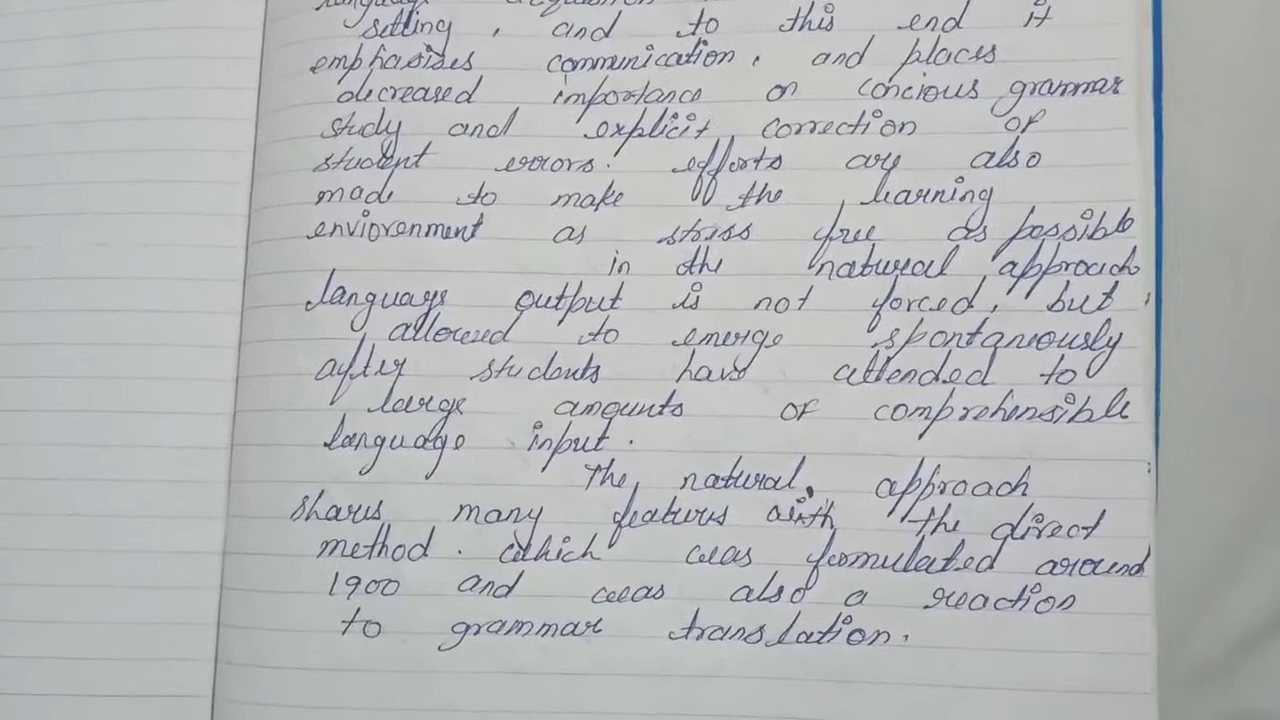 language
setting, and to this end it
emphasises communication, and places
decreased importance on concious grammar
study and explicit correction of
student errors. efforts are also
made to make the learning
enviorenment as stress free as possible
in the natural approach
language output is not forced, but
allowed to emerge spontaneously
after students have attended to
large amounts of comprehensible
language input.
The natural, approach
shares many features with the direct
method. which was formulated around
1900 and was also a reaction
to grammar translation.